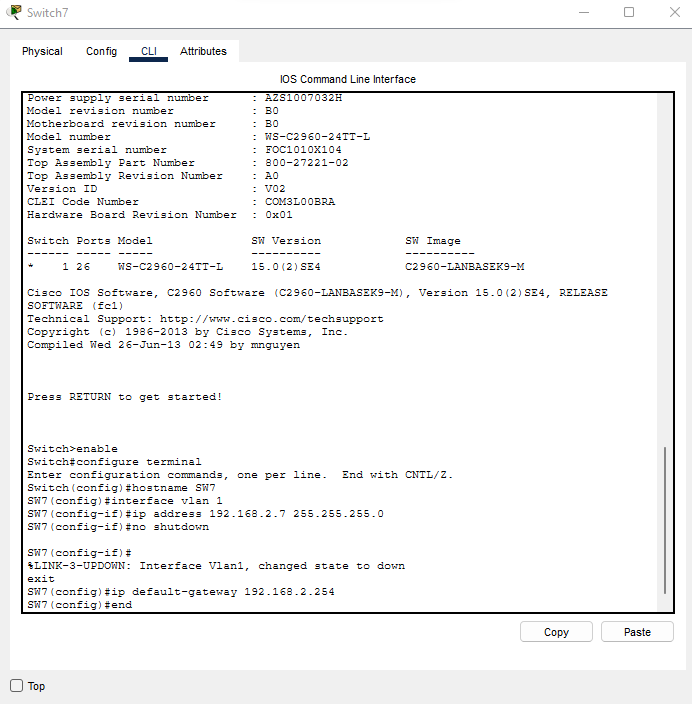 Switch7
Physical Config CLI Attributes
IOS Command Line Interface
Power supply serial number      : AZS1007032H
Model revision number           : B0
Motherboard revision number     : B0
Model number                    : WS-C2960-24TT-L
System serial number            : FOC1010X104
Top Assembly Part Number        : 800-27221-02
Top Assembly Revision Number    : A0
Version ID                      : V02
CLEI Code Number                : COM3L00BRA
Hardware Board Revision Number  : 0x01
Switch Ports Model              SW Version            SW Image
------ ----- -----              ----------            ----------
*    1 26    WS-C2960-24TT-L    15.0(2)SE4            C2960-LANBASEK9-M
Cisco IOS Software, C2960 Software (C2960-LANBASEK9-M), Version 15.0(2)SE4, RELEASE
SOFTWARE (fc1)
Technical Support: http://www.cisco.com/techsupport
Copyright (c) 1986-2013 by Cisco Systems, Inc.
Compiled Wed 26-Jun-13 02:49 by mnguyen
Press RETURN to get started!
Switch>enable
Switch#configure terminal
Enter configuration commands, one per line.  End with CNTL/Z.
Switch(config)#hostname SW7
SW7(config)#interface vlan 1
SW7(config-if)#ip address 192.168.2.7 255.255.255.0
SW7(config-if)#no shutdown
SW7(config-if)#
%LINK-3-UPDOWN: Interface Vlan1, changed state to down
exit
SW7(config)#ip default-gateway 192.168.2.254
SW7(config)#end
Copy Paste
Top